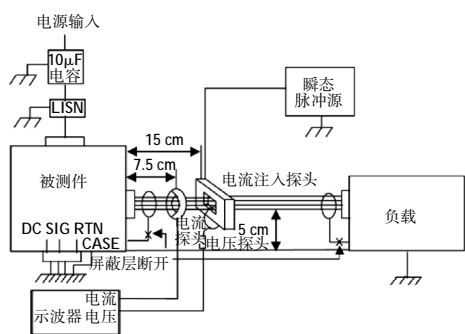 电源输入
10μF
电容
LISN
瞬态
脉冲源
15 cm
7.5 cm
电流注入探头
被测件
负载
5 cm
电流
探头
电压探头
DC SIG RTN
CASE
屏蔽层断开
电流
示波器 电压